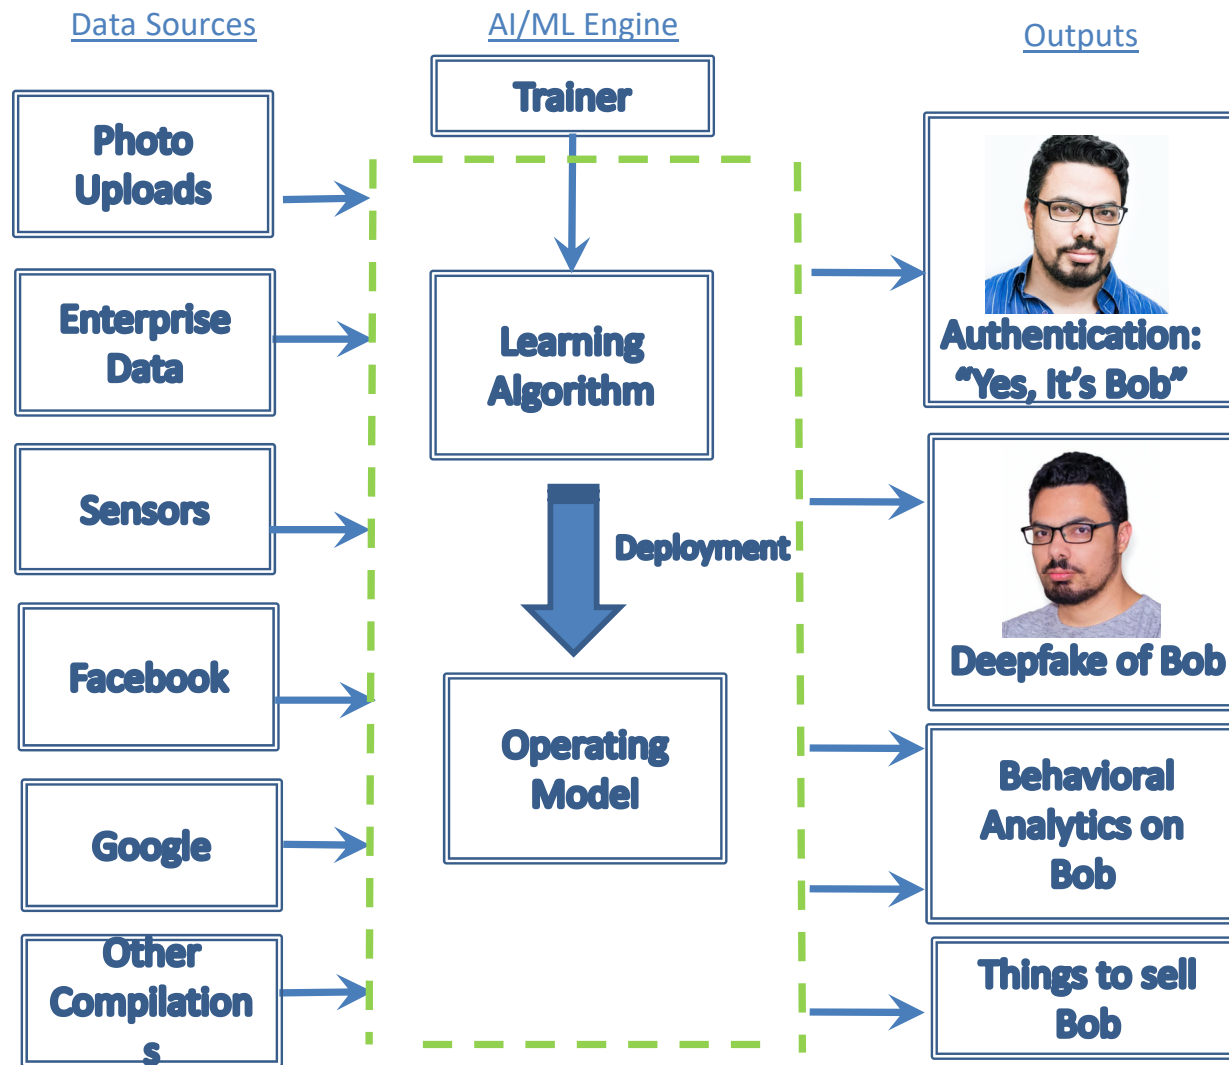 Data Sources
AI/ML Engine
Outputs
Trainer
Photo
Uploads
Enterprise
Data
Sensors
Facebook
Google
Other
Compilation
s
Learning
Algorithm
Deployment
Operating
Model
Authentication:
“Yes, It’s Bob”
Deepfake of Bob
Behavioral
Analytics on
Bob
Things to sell
Bob